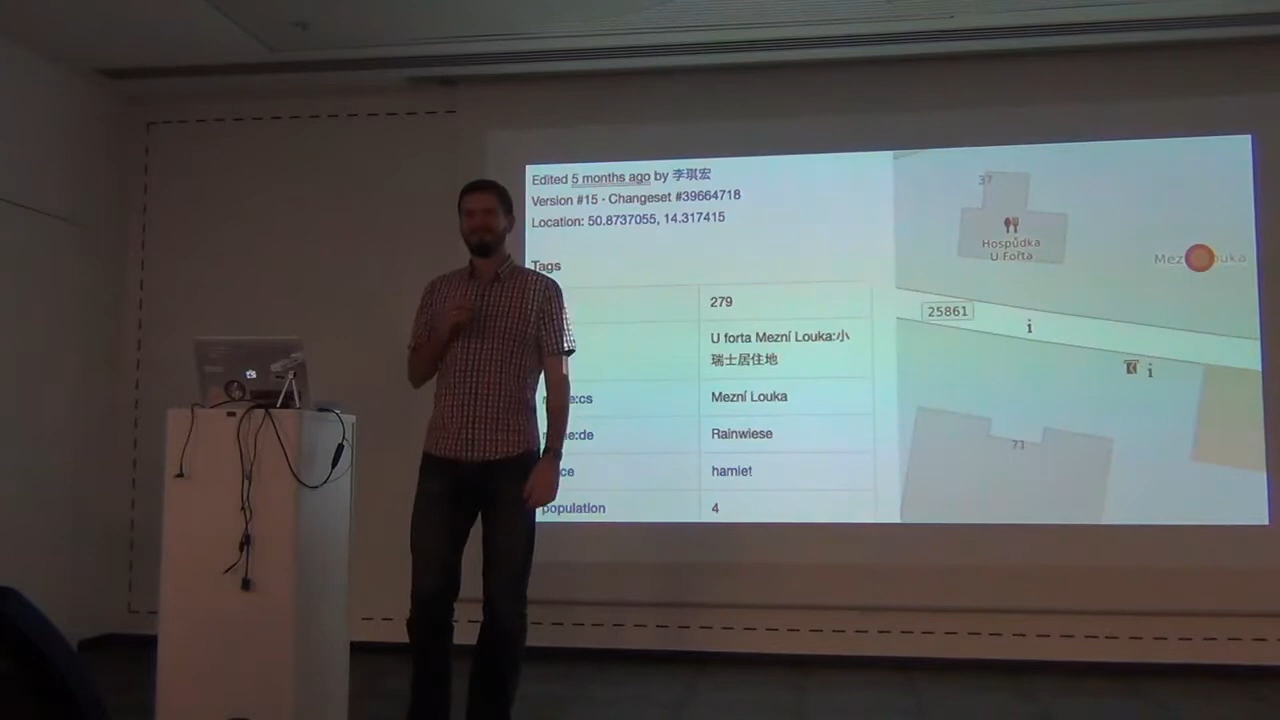 Edited 5 months ago by 李琪宏
Version #15 · Changeset #39664718
Location: 50.8737055, 14.317415
Tags
279
U forta Mezní Louka:小
瑞士居住地
Mezní Louka
Rainwiese
hamlet
population 4
37
Hospůdka
U Forta
25861
i
i
71